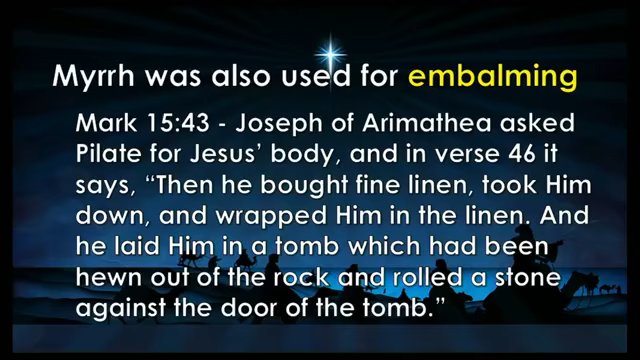 Myrrh was also used for embalming
Mark 15:43 - Joseph of Arimathea asked
Pilate for Jesus’ body, and in verse 46 it
says, “Then he bought fine linen, took Him
down, and wrapped Him in the linen. And
he laid Him in a tomb which had been
hewn out of the rock and rolled a stone
against the door of the tomb.”